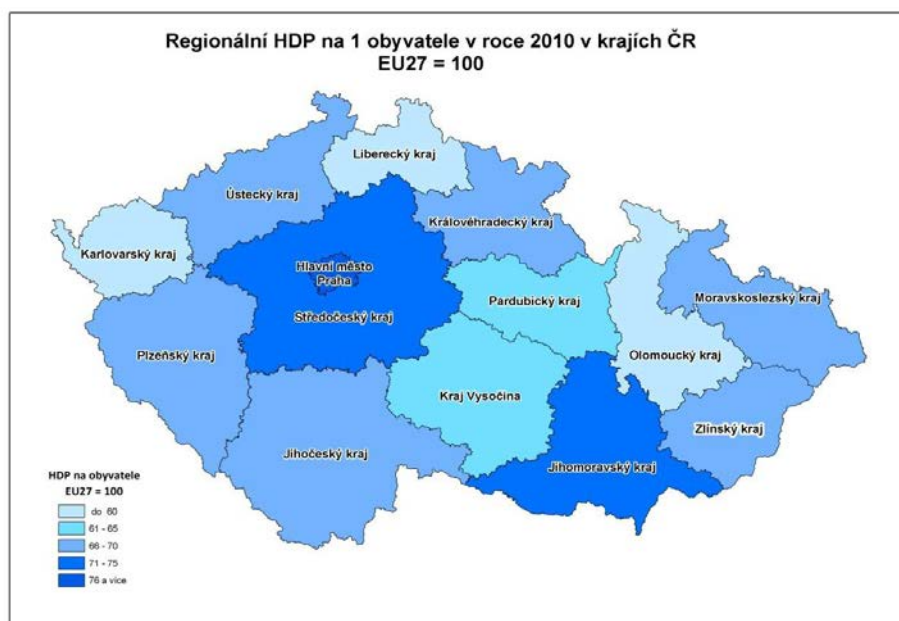 Regionální HDP na 1 obyvatele v roce 2010 v krajích ČR
EU27 = 100
Liberecký kraj
Ústecký kraj
Královéhradecký kraj
Karlovarský kraj
Hlavní město
Praha
Pardubický kraj
Moravskoslezský kraj
Středočeský kraj
Plzeňský kraj
Olomoucký kraj
Kraj Vysočina
Zlínský kraj
Jihočeský kraj
Jihomoravský kraj
HDP na obyvatele
EU27 = 100
do 60
61 - 65
66 - 70
71 - 75
76 a více